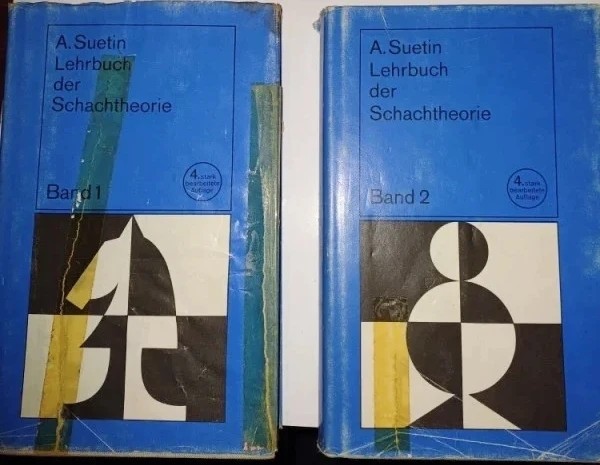 A. Suetin
Lehrbuch
der
Schachtheorie
4. stark
bearbeitete
Auflage
Band 1
A. Suetin
Lehrbuch
der
Schachtheorie
4. stark
bearbeitete
Auflage
Band 2